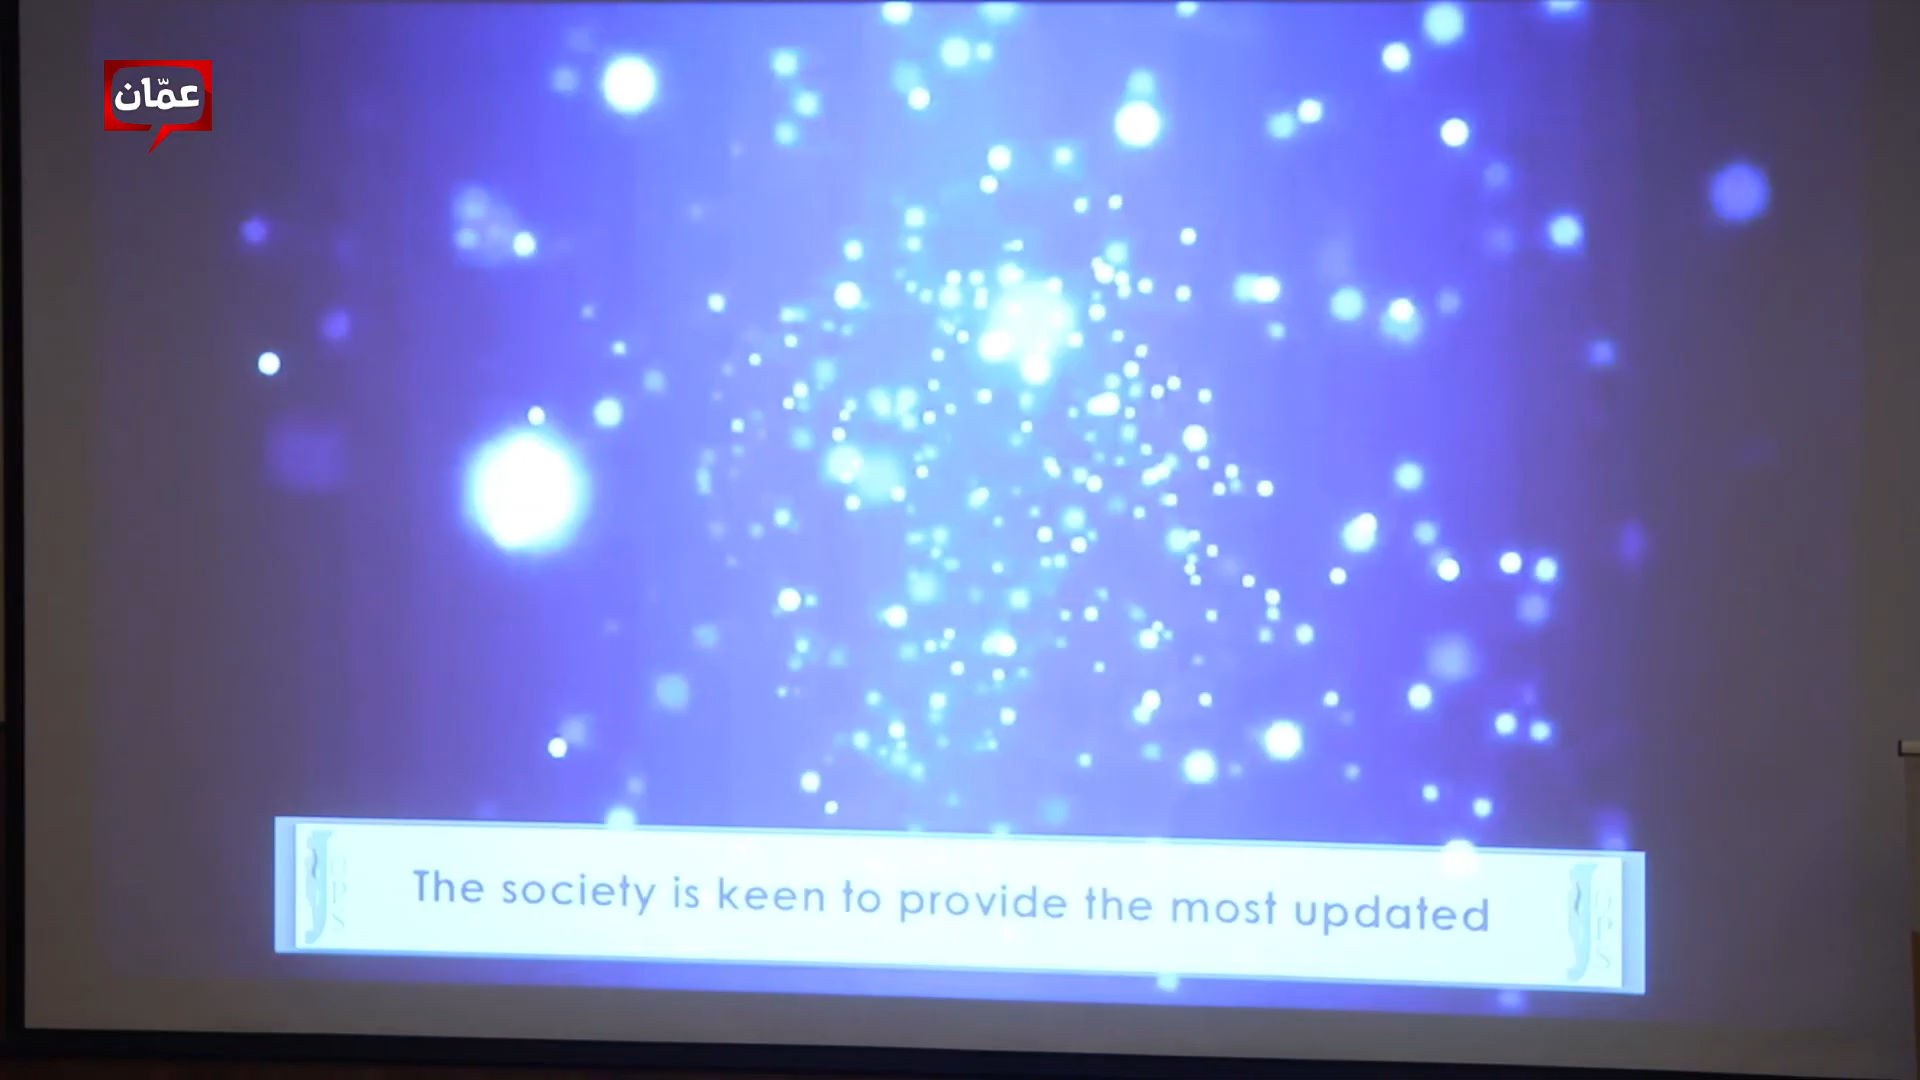 عمّان
The society is keen to provide the most updated